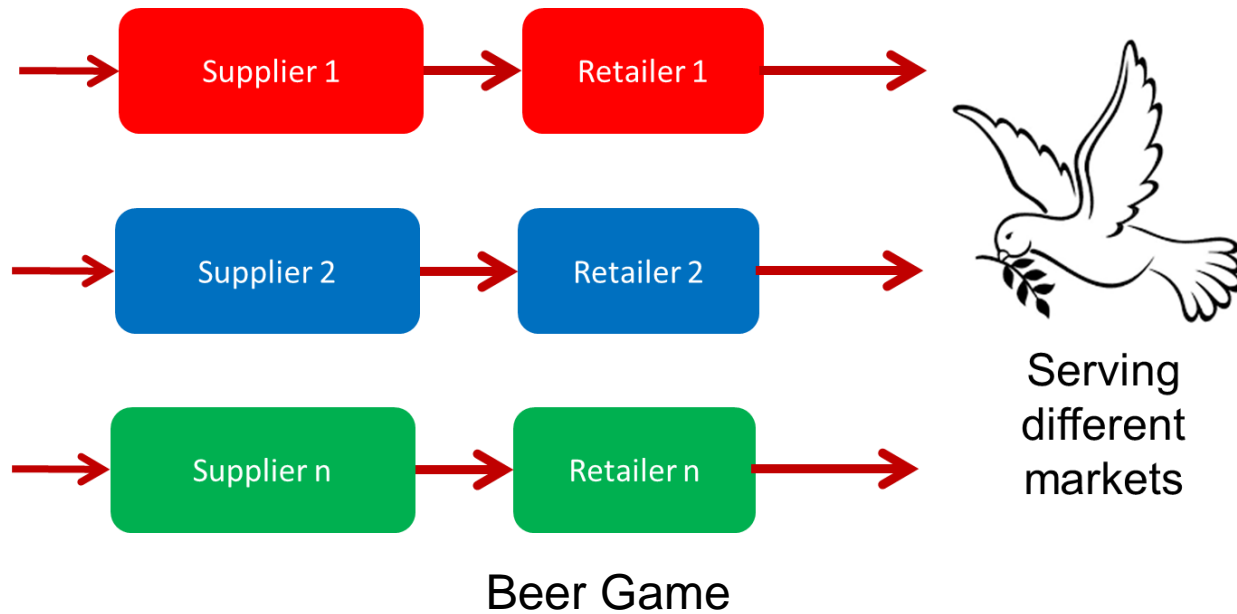 Supplier 1
Retailer 1
Supplier 2
Retailer 2
Supplier n
Retailer n
Serving
different
markets
Beer Game